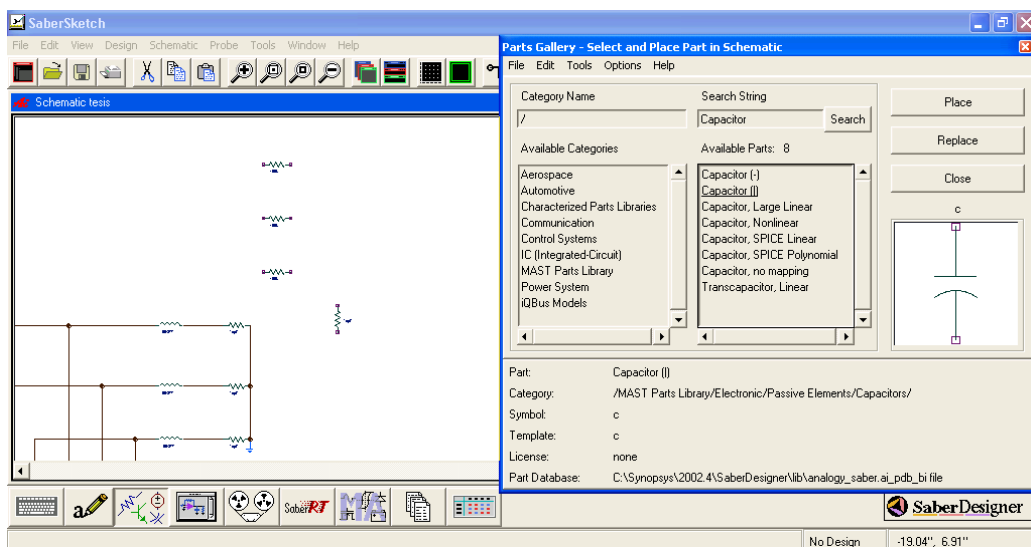 SaberSketch
File Edit View Design Schematic Probe Tools Window Help
Schematic tesis
Parts Gallery - Select and Place Part in Schematic
File Edit Tools Options Help
Category Name
/
Search String
Capacitor
Search
Available Categories
Aerospace
Automotive
Characterized Parts Libraries
Communication
Control Systems
IC (Integrated-Circuit)
MAST Parts Library
Power System
iQBus Models
Available Parts: 8
Capacitor (-)
Capacitor (|)
Capacitor, Large Linear
Capacitor, Nonlinear
Capacitor, SPICE Linear
Capacitor, SPICE Polynomial
Capacitor, no mapping
Transcapacitor, Linear
Place
Replace
Close
c
Part: Capacitor (|)
Category: /MAST Parts Library/Electronic/Passive Elements/Capacitors/
Symbol: c
Template: c
License: none
Part Database: C:\Synopsys\2002.4\SaberDesigner\lib\analogy_saber.ai_pdb_bi file
a
SaberRT
MA
SaberDesigner
No Design
-19.04", 6.91"